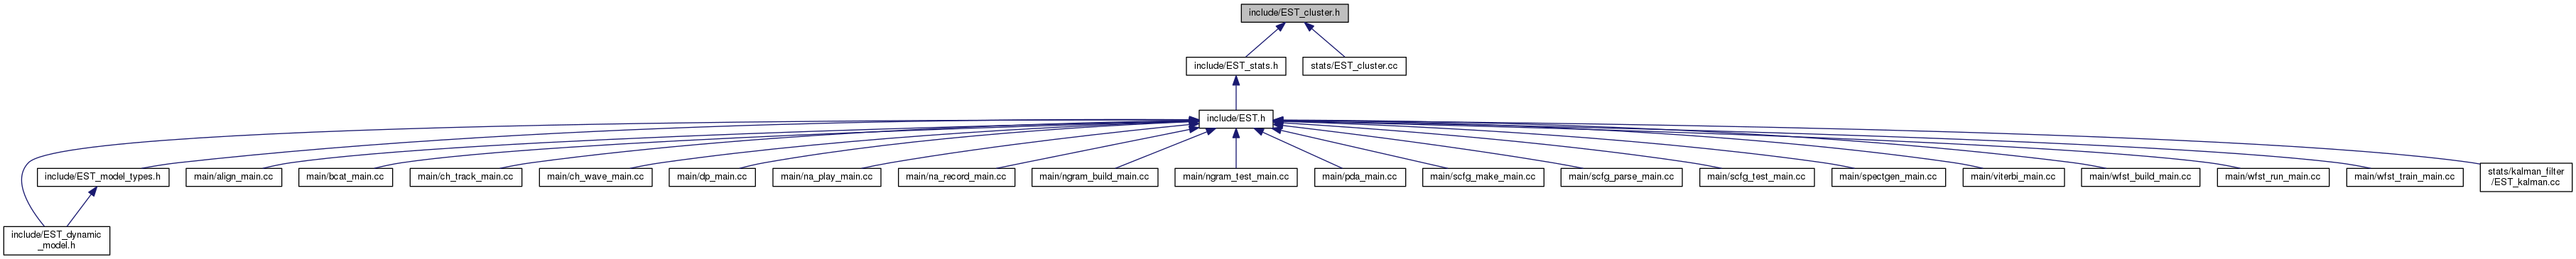 include/EST_cluster.h
include/EST_stats.h
stats/EST_cluster.cc
include/EST.h
include/EST_model_types.h
main/align_main.cc
main/bcat_main.cc
main/ch_track_main.cc
main/ch_wave_main.cc
main/dp_main.cc
main/na_play_main.cc
main/na_record_main.cc
main/ngram_build_main.cc
main/ngram_test_main.cc
main/pda_main.cc
main/scfg_make_main.cc
main/scfg_parse_main.cc
main/scfg_test_main.cc
main/spectgen_main.cc
main/viterbi_main.cc
main/wfst_build_main.cc
main/wfst_run_main.cc
main/wfst_train_main.cc
stats/kalman_filter
/EST_kalman.cc
include/EST_dynamic
_model.h